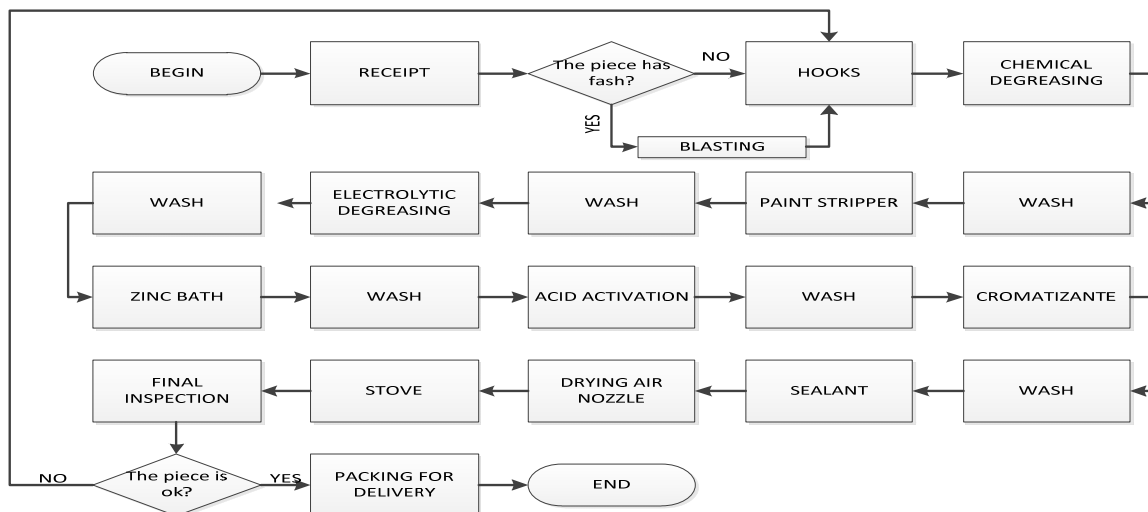 BEGIN
RECEIPT
The piece has
fash?
NO
HOOKS
CHEMICAL
DEGREASING
YES
BLASTING
WASH
ELECTROLYTIC
DEGREASING
WASH
PAINT STRIPPER
WASH
ZINC BATH
WASH
ACID ACTIVATION
WASH
CROMATIZANTE
FINAL
INSPECTION
STOVE
DRYING AIR
NOZZLE
SEALANT
WASH
NO
The piece is
ok?
YES
PACKING FOR
DELIVERY
END